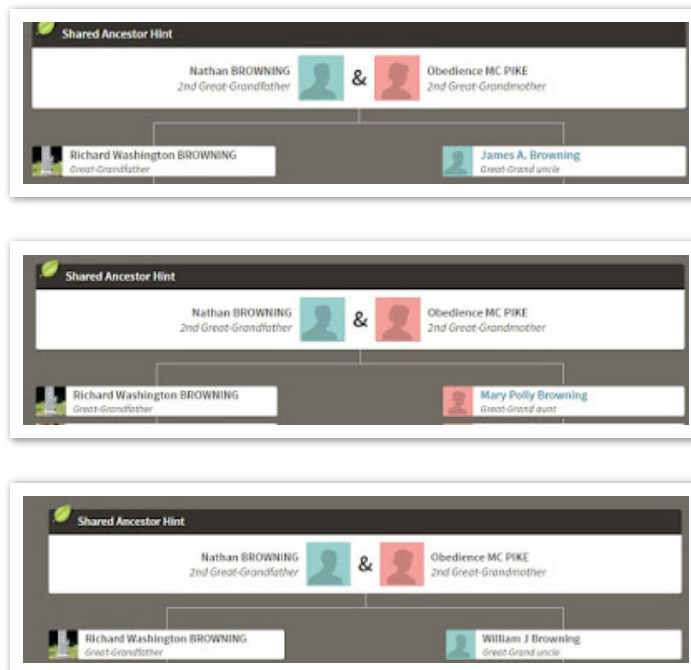 Shared Ancestor Hint
Nathan BROWNING
2nd Great-Grandfather
&
Obedience MC PIKE
2nd Great-Grandmother
Richard Washington BROWNING
Great-Grandfather
James A. Browning
Great-Grand uncle
Shared Ancestor Hint
Nathan BROWNING
2nd Great-Grandfather
&
Obedience MC PIKE
2nd Great-Grandmother
Richard Washington BROWNING
Great-Grandfather
Mary Polly Browning
Great-Grand aunt
Shared Ancestor Hint
Nathan BROWNING
2nd Great-Grandfather
&
Obedience MC PIKE
2nd Great-Grandmother
Richard Washington BROWNING
Great-Grandfather
William J Browning
Great-Grand uncle